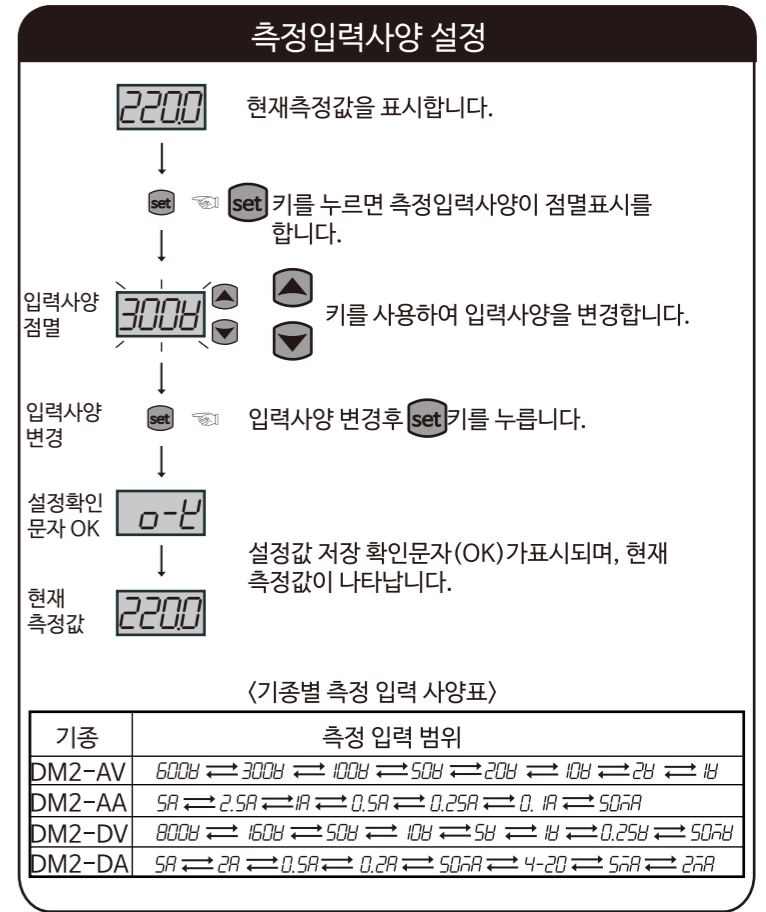 측정입력사양 설정
220.0
현재측정값을 표시합니다.
set
set 키를 누르면 측정입력사양이 점멸표시를
합니다.
입력사양
점멸
300V
키를 사용하여 입력사양을 변경합니다.
입력사양
변경
set
입력사양 변경후 set 키를 누릅니다.
설정확인
문자 OK
o-k
설정값 저장 확인문자(OK)가표시되며, 현재
측정값이 나타납니다.
현재
측정값
220.0
〈기종별 측정 입력 사양표〉
기종 측정 입력 범위
DM2-AV 600V ⇄ 300V ⇄ 100V ⇄ 50V ⇄ 20V ⇄ 10V ⇄ 2V ⇄ 1V
DM2-AA 5A ⇄ 2.5A ⇄ 1A ⇄ 0.5A ⇄ 0.25A ⇄ 0.1A ⇄ 50mA
DM2-DV 800V ⇄ 160V ⇄ 50V ⇄ 10V ⇄ 5V ⇄ 1V ⇄ 0.25V ⇄ 50mV
DM2-DA 5A ⇄ 2A ⇄ 0.5A ⇄ 0.2A ⇄ 50mA ⇄ 4-20 ⇄ 5mA ⇄ 2mA